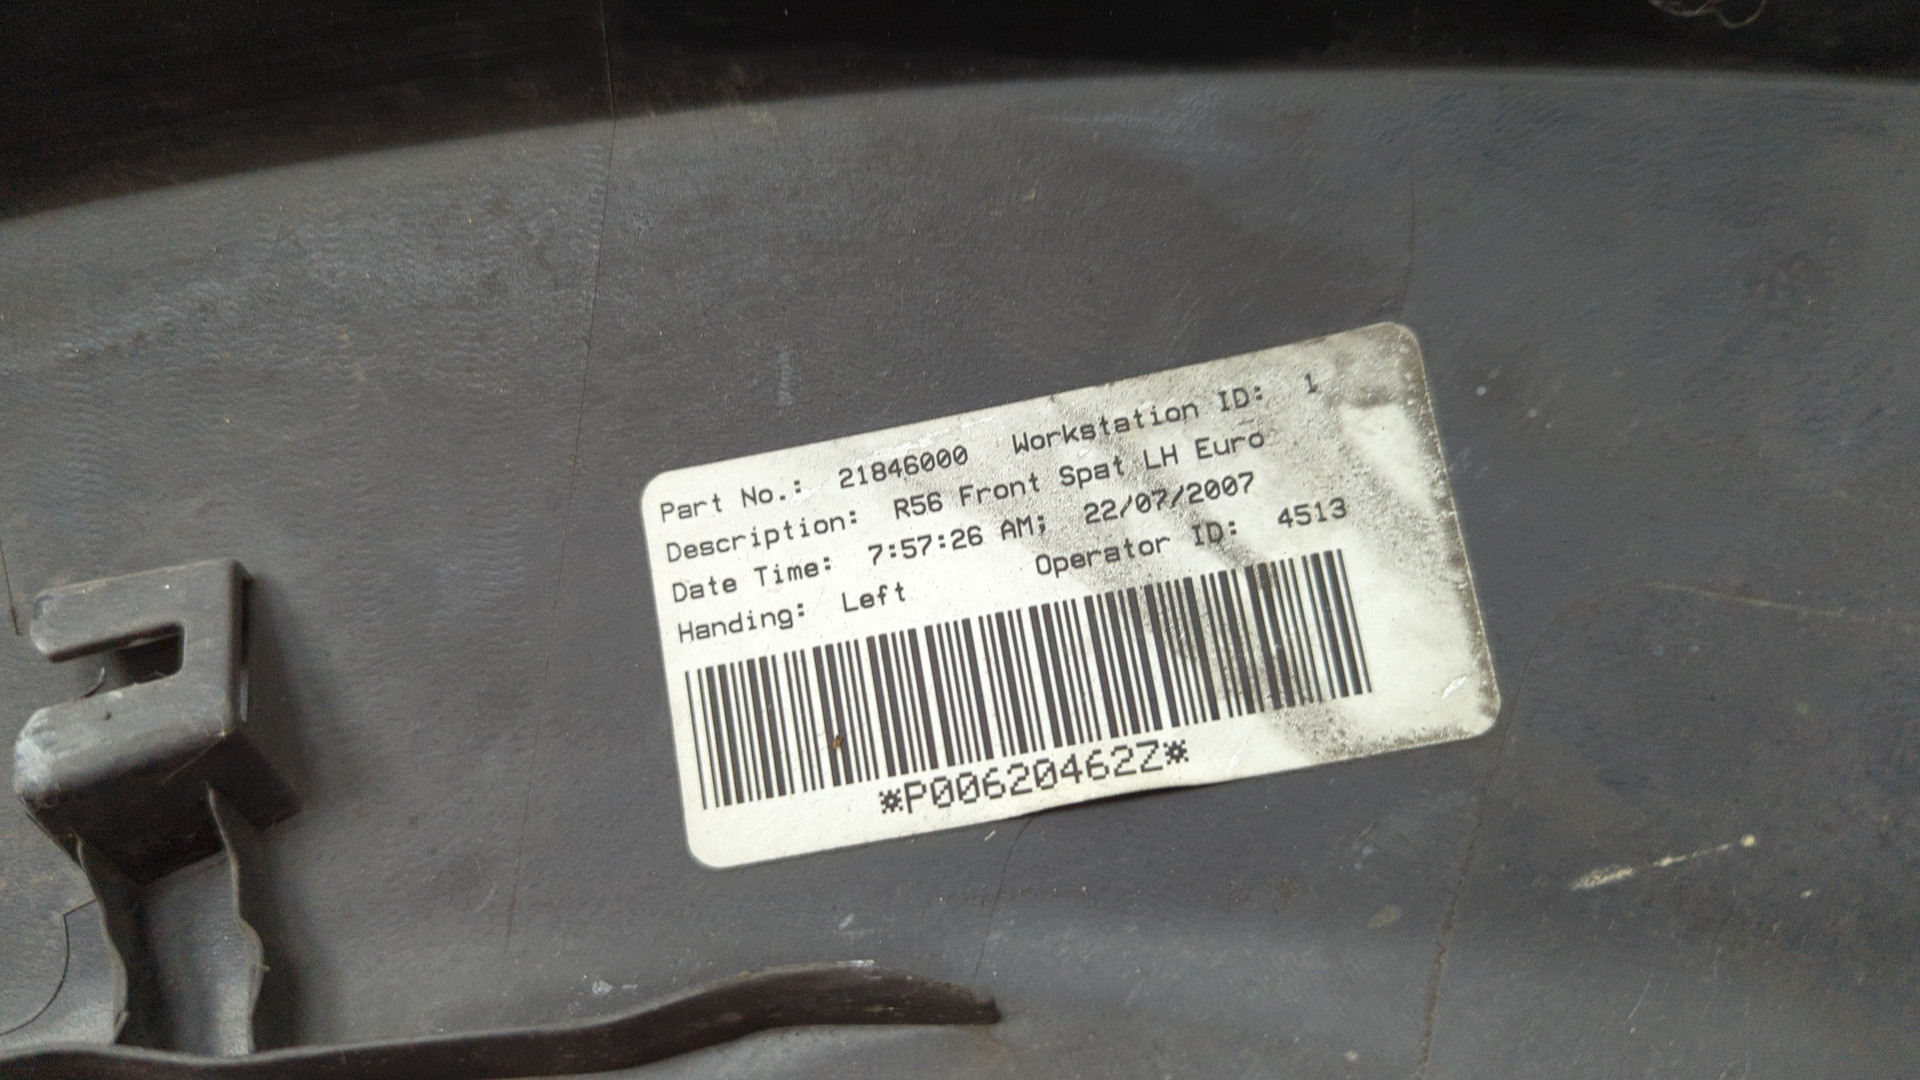 Part No.: 21846000 Workstation ID: 1
Description: R56 Front Spat LH Euro
Date Time: 7:57:26 AM; 22/07/2007
Handing: Left Operator ID: 4513
*P00620462Z*